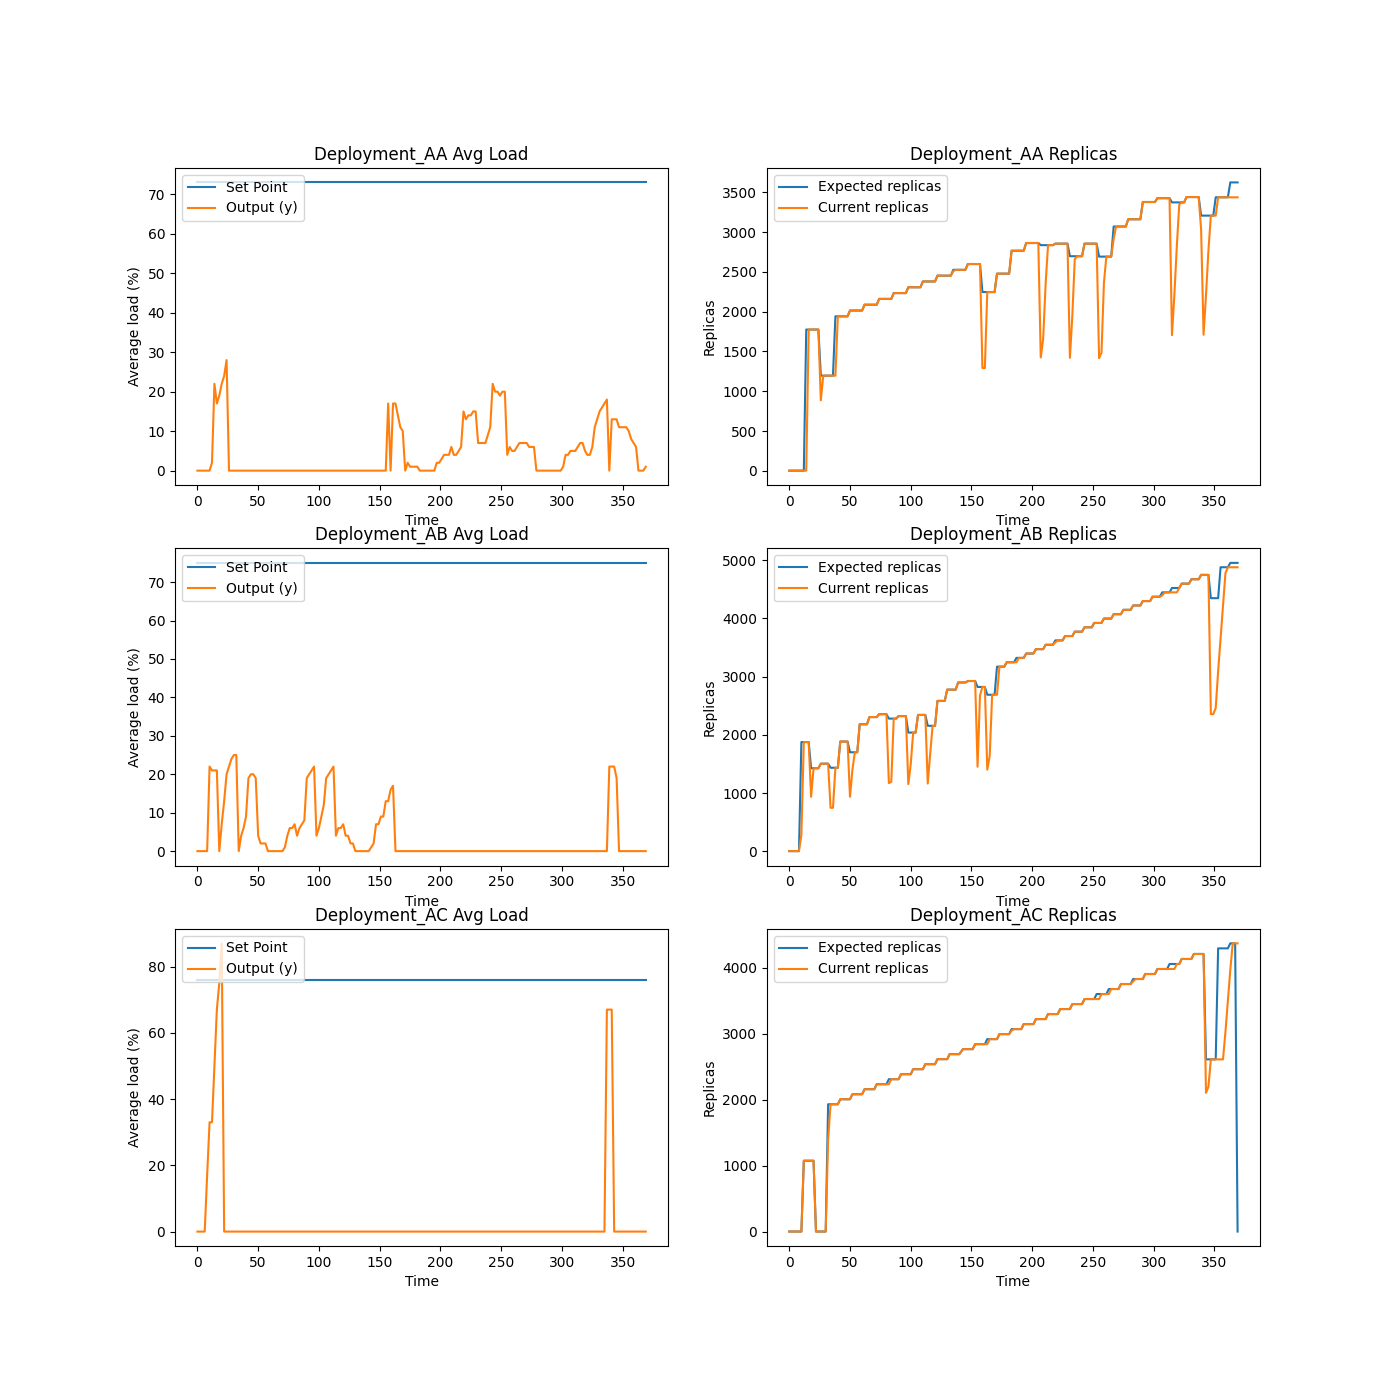 Deployment_AA Avg Load
Average load (%)
70
60
50
40
30
20
10
0
Set Point
Output (y)
0 50 100 150 200 250 300 350
Time
Deployment_AA Replicas
Replicas
3500
3000
2500
2000
1500
1000
500
0
Expected replicas
Current replicas
0 50 100 150 200 250 300 350
Time
Deployment_AB Avg Load
Average load (%)
70
60
50
40
30
20
10
0
Set Point
Output (y)
0 50 100 150 200 250 300 350
Time
Deployment_AB Replicas
Replicas
5000
4000
3000
2000
1000
0
Expected replicas
Current replicas
0 50 100 150 200 250 300 350
Time
Deployment_AC Avg Load
Average load (%)
80
60
40
20
0
Set Point
Output (y)
0 50 100 150 200 250 300 350
Time
Deployment_AC Replicas
Replicas
4000
3000
2000
1000
0
Expected replicas
Current replicas
0 50 100 150 200 250 300 350
Time